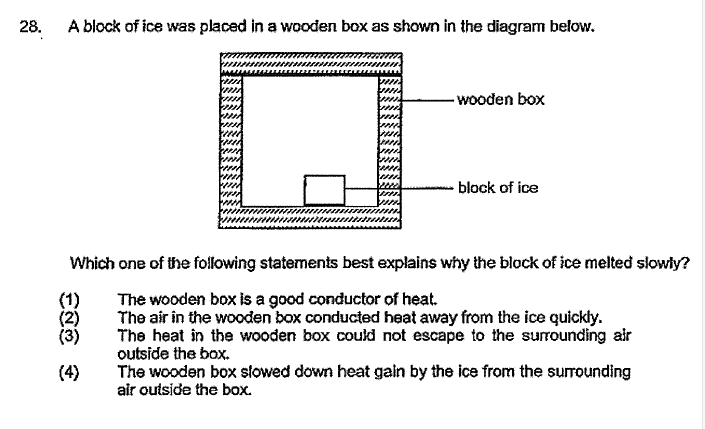 28. A block of ice was placed in a wooden box as shown in the diagram below.
wooden box
block of ice
Which one of the following statements best explains why the block of ice melted slowly?
(1) The wooden box is a good conductor of heat.
(2) The air in the wooden box conducted heat away from the ice quickly.
(3) The heat in the wooden box could not escape to the surrounding air
outside the box.
(4) The wooden box slowed down heat gain by the ice from the surrounding
air outside the box.